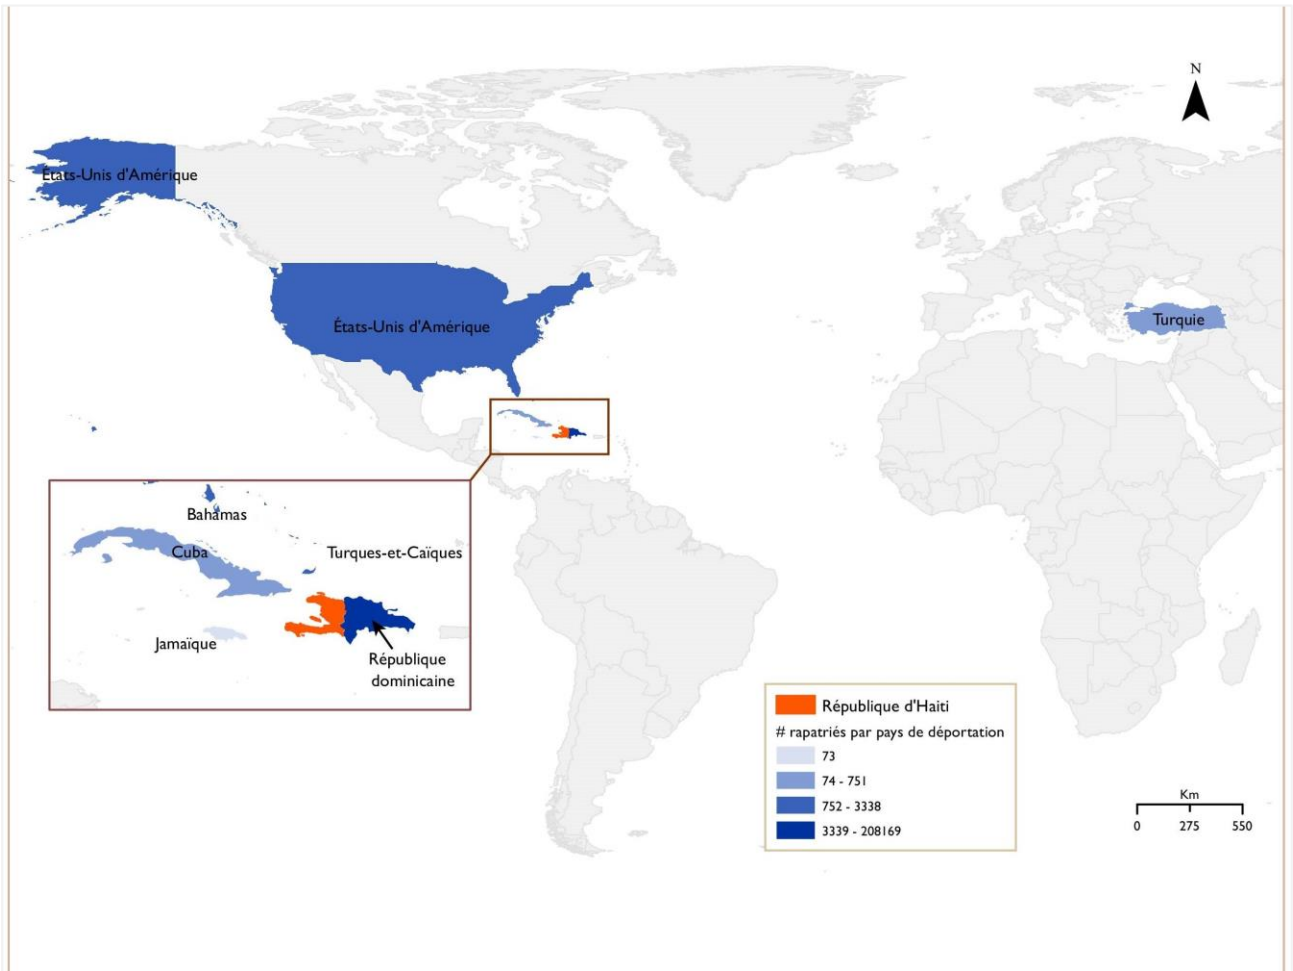 N
États-Unis d'Amérique
États-Unis d'Amérique
Turquie
Bahamas
Cuba
Turques-et-Caïques
Jamaïque
République
dominicaine
République d'Haiti
# rapatriés par pays de déportation
73
74 - 751
752 - 3338
3339 - 208169
Km
0 275 550